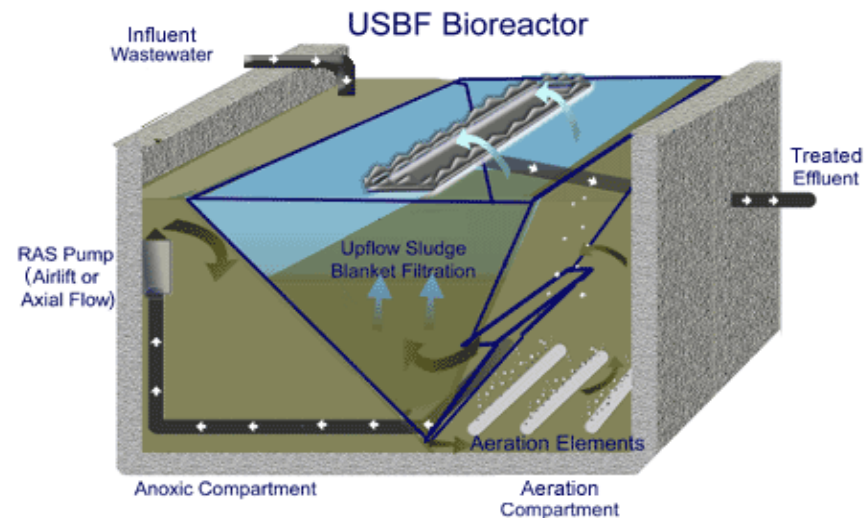 USBF Bioreactor
Influent
Wastewater
Treated
Effluent
RAS Pump
(Airlift or
Axial Flow)
Upflow Sludge
Blanket Filtration
Aeration Elements
Anoxic Compartment
Aeration
Compartment